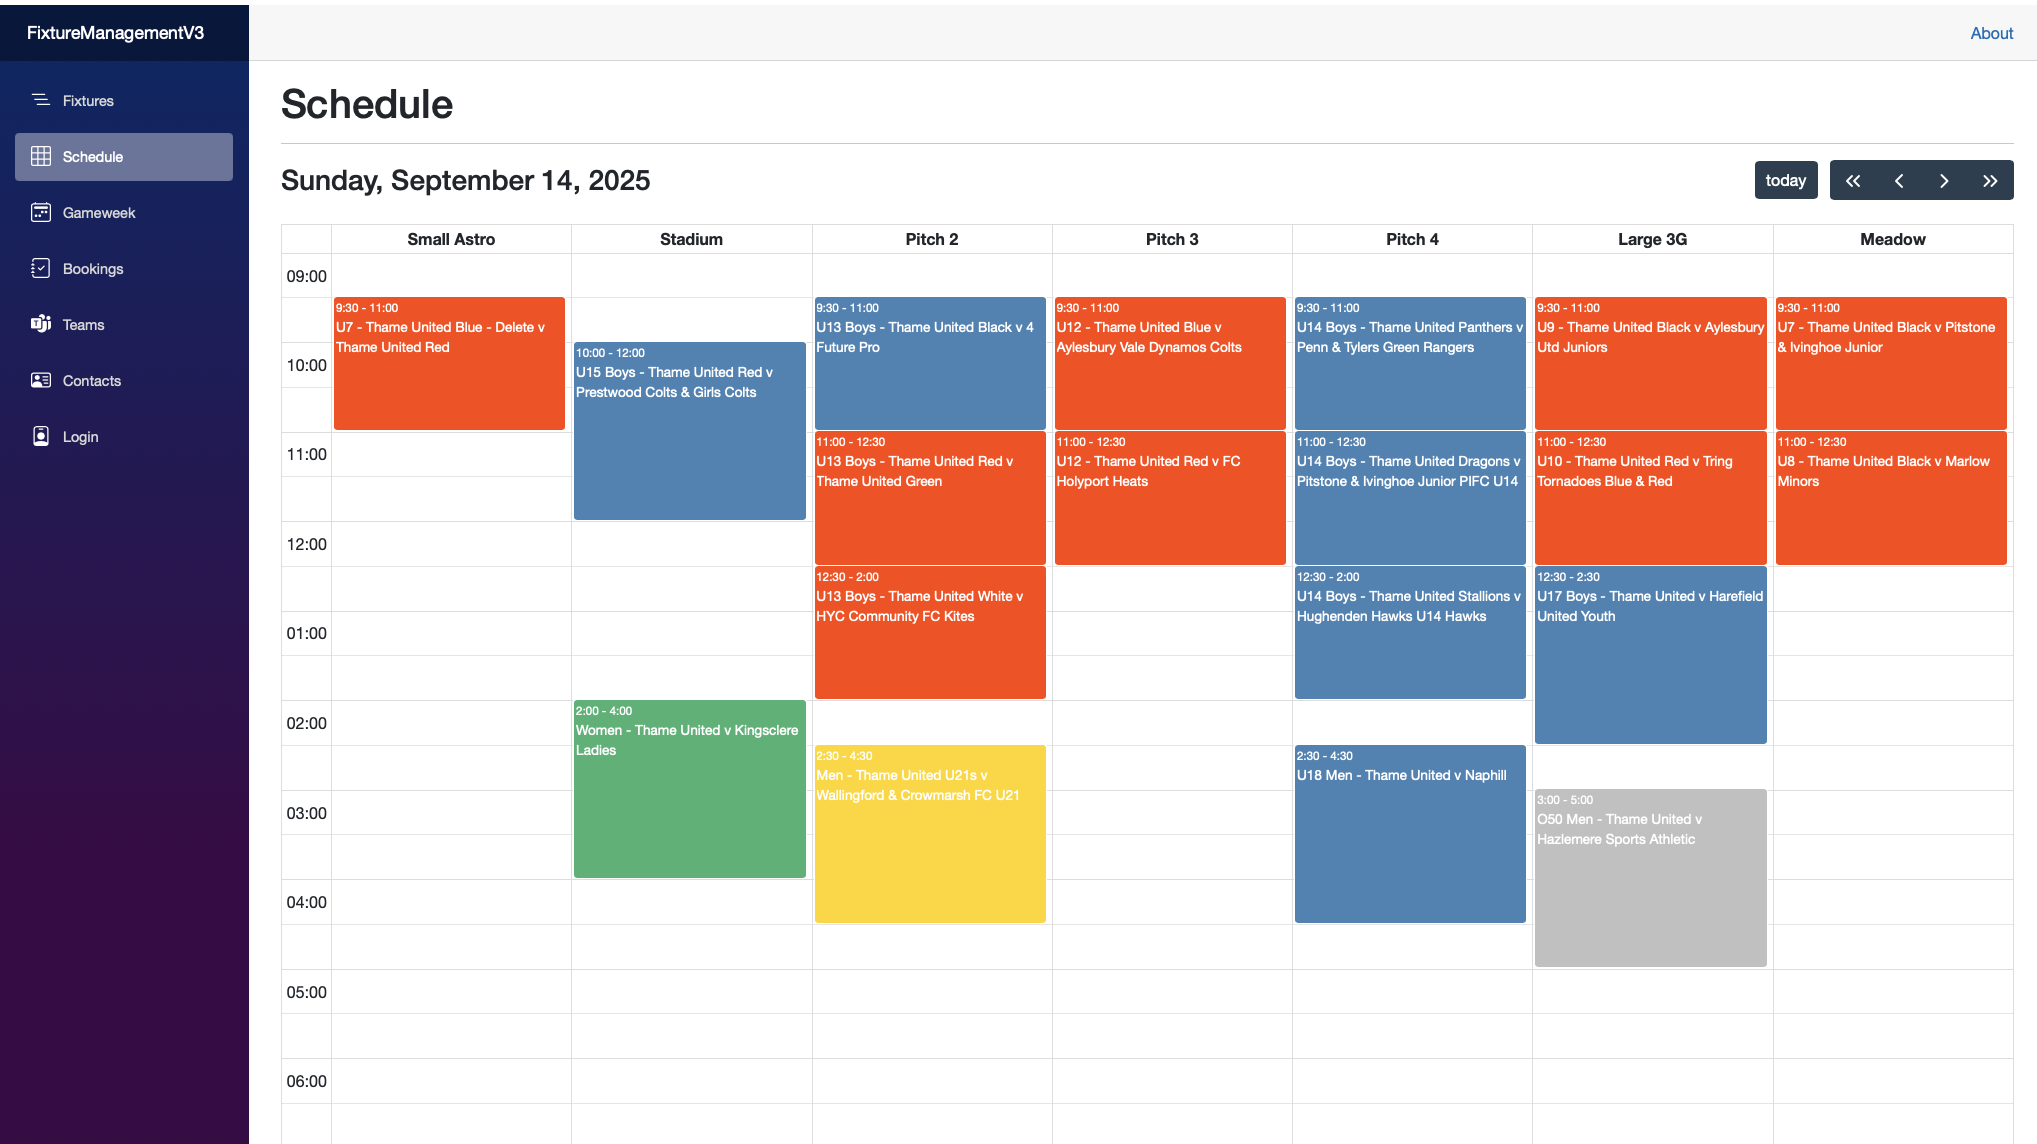 FixtureManagementV3
About
Fixtures
Schedule
Gameweek
Bookings
Teams
Contacts
Login
Schedule
Sunday, September 14, 2025
today
Small Astro
Stadium
Pitch 2
Pitch 3
Pitch 4
Large 3G
Meadow
09:00
10:00
11:00
12:00
01:00
02:00
03:00
04:00
05:00
06:00
9:30 - 11:00
U7 - Thame United Blue - Delete v
Thame United Red
10:00 - 12:00
U15 Boys - Thame United Red v
Prestwood Colts & Girls Colts
2:00 - 4:00
Women - Thame United v Kingsclere
Ladies
9:30 - 11:00
U13 Boys - Thame United Black v 4
Future Pro
11:00 - 12:30
U13 Boys - Thame United Red v
Thame United Green
12:30 - 2:00
U13 Boys - Thame United White v
HYC Community FC Kites
2:30 - 4:30
Men - Thame United U21s v
Wallingford & Crowmarsh FC U21
9:30 - 11:00
U12 - Thame United Blue v
Aylesbury Vale Dynamos Colts
11:00 - 12:30
U12 - Thame United Red v FC
Holyport Heats
9:30 - 11:00
U14 Boys - Thame United Panthers v
Penn & Tylers Green Rangers
11:00 - 12:30
U14 Boys - Thame United Dragons v
Pitstone & Ivinghoe Junior PIFC U14
12:30 - 2:00
U14 Boys - Thame United Stallions v
Hughenden Hawks U14 Hawks
2:30 - 4:30
U18 Men - Thame United v Naphill
9:30 - 11:00
U9 - Thame United Black v Aylesbury
Utd Juniors
11:00 - 12:30
U10 - Thame United Red v Tring
Tornadoes Blue & Red
12:30 - 2:30
U17 Boys - Thame United v Harefield
United Youth
3:00 - 5:00
O50 Men - Thame United v
Hazlemere Sports Athletic
9:30 - 11:00
U7 - Thame United Black v Pitstone
& Ivinghoe Junior
11:00 - 12:30
U8 - Thame United Black v Marlow
Minors